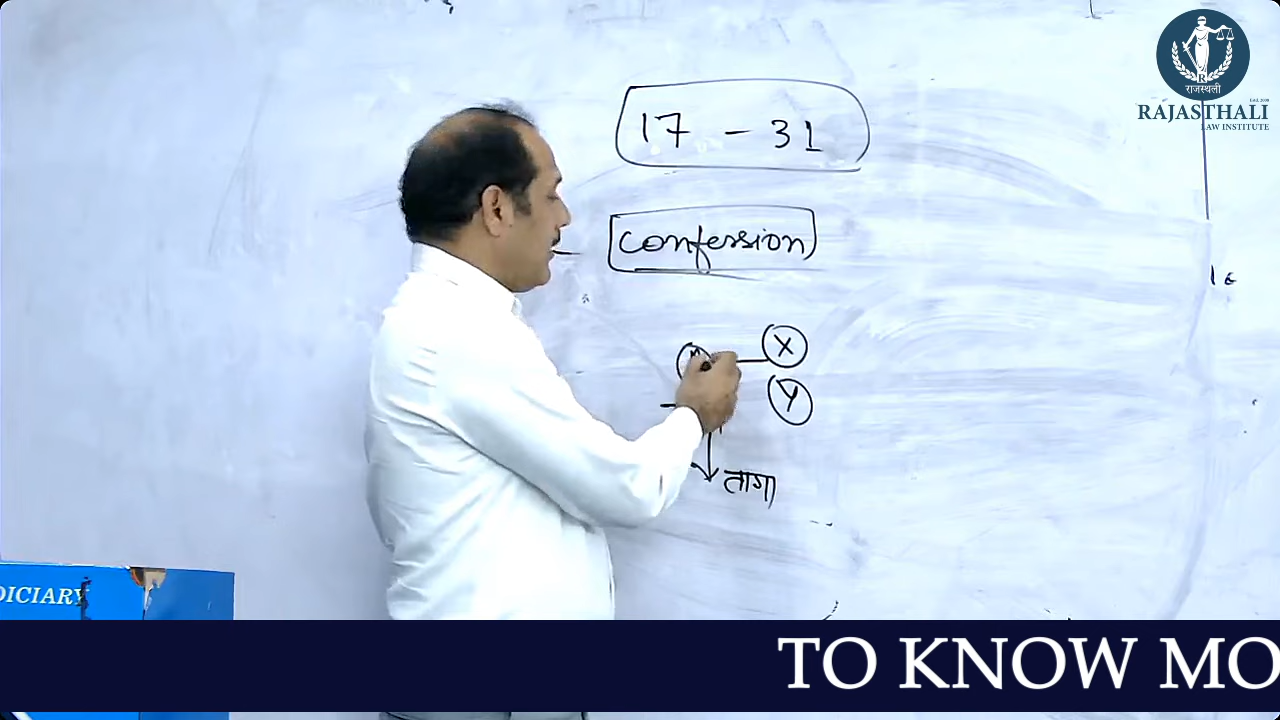 राजस्थली
RAJASTHALI
LAW INSTITUTE
17 - 31
confession
X
Y
तागा
DICIARY
TO KNOW MO